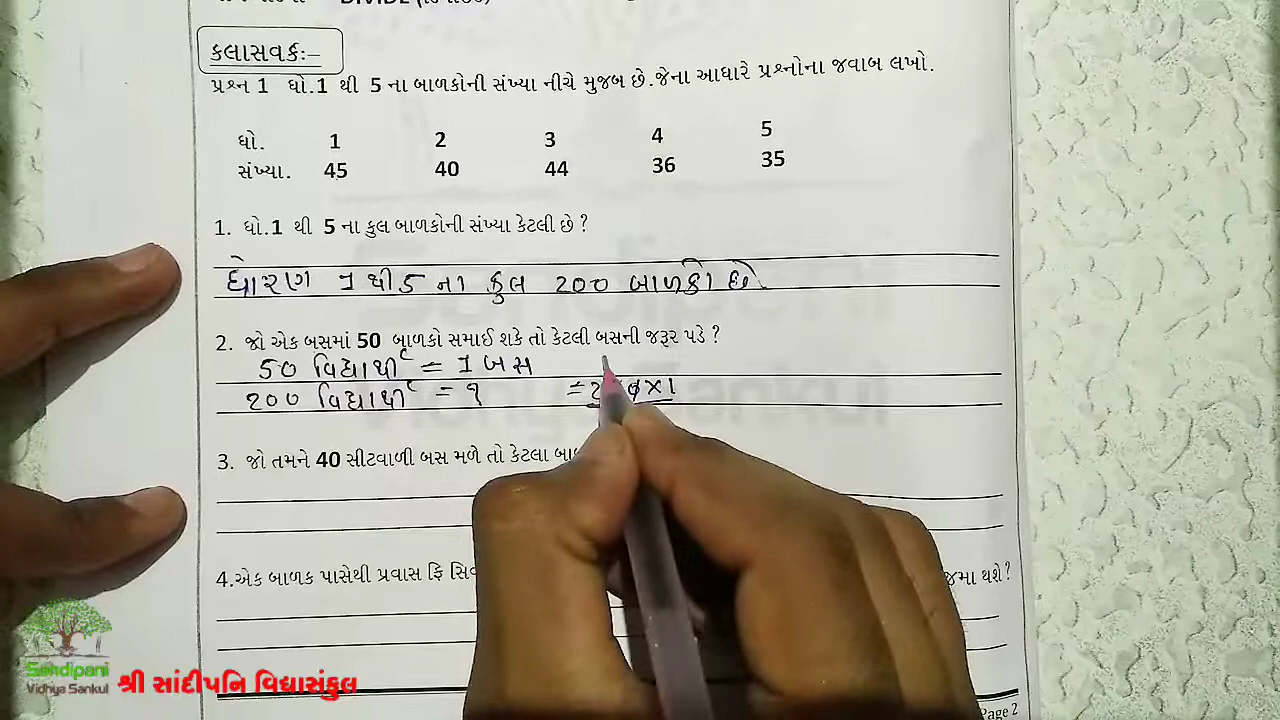 DIVIDE
ક્લાસવર્કઃ–
પ્રશ્ન 1 ધો.1 થી 5 ના બાળકોની સંખ્યા નીચે મુજબ છે.જેના આધારે પ્રશ્નોના જવાબ લખો.
ધો. 1 2 3 4 5
સંખ્યા. 45 40 44 36 35
1. ધો.1 થી 5 ના કુલ બાળકોની સંખ્યા કેટલી છે ?
ધોરણ 1 થી 5 ના કુલ 200 બાળકો છે.
2. જો એક બસમાં 50 બાળકો સમાઈ શકે તો કેટલી બસની જરૂર પડે ?
50 વિદ્યાર્થી = 1 બસ
200 વિદ્યાર્થી = ?
3. જો તમને 40 સીટવાળી બસ મળે તો કેટલા
4.એક બાળક પાસેથી પ્રવાસ ફિ જમા થશે?
Sandipani
Vidhya Sankul
શ્રી સાંદીપનિ વિદ્યાસંકુલ
Page 2